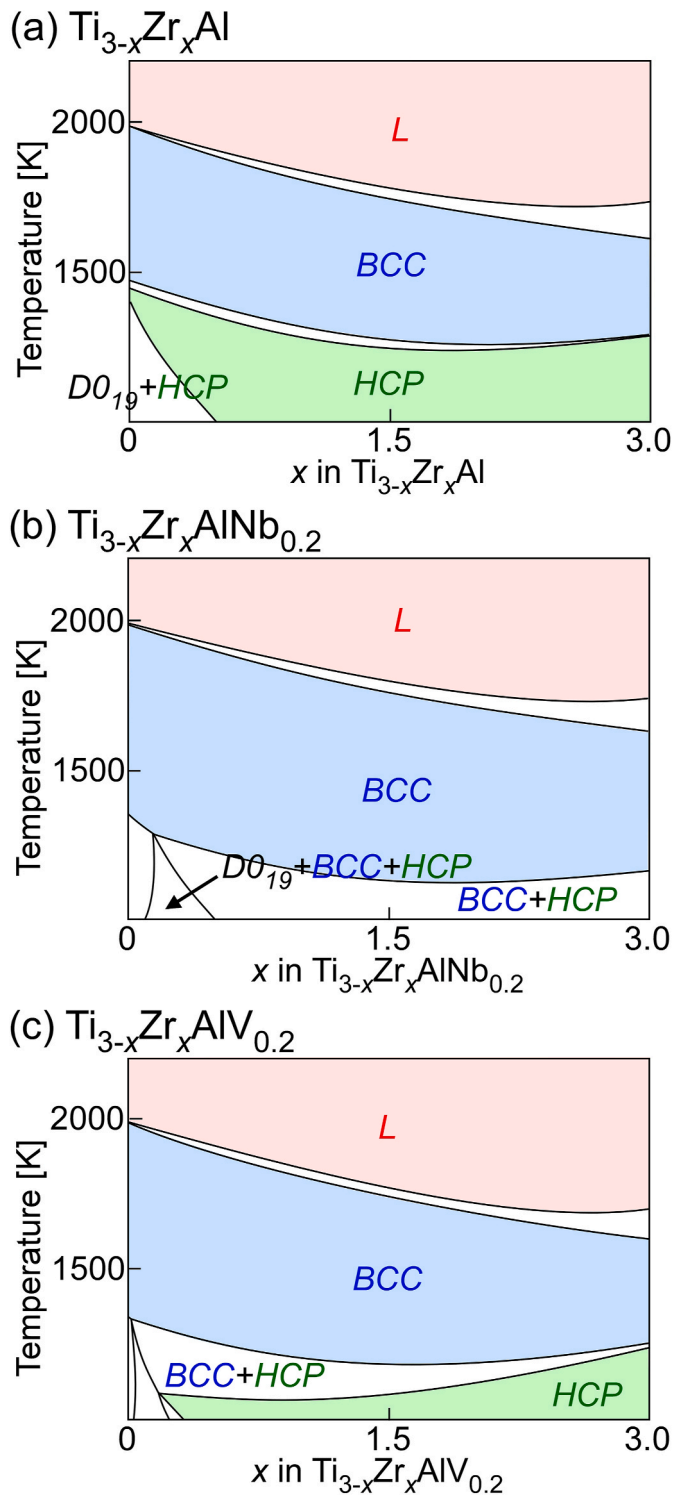 (a) Ti3-xZrxAl
Temperature [K]
2000
1500
L
BCC
D019+HCP
HCP
0
1.5
3.0
x in Ti3-xZrxAl
(b) Ti3-xZrxAlNb0.2
Temperature [K]
2000
1500
L
BCC
D019+BCC+HCP
BCC+HCP
0
1.5
3.0
x in Ti3-xZrxAlNb0.2
(c) Ti3-xZrxAlV0.2
Temperature [K]
2000
1500
L
BCC
BCC+HCP
HCP
0
1.5
3.0
x in Ti3-xZrxAlV0.2